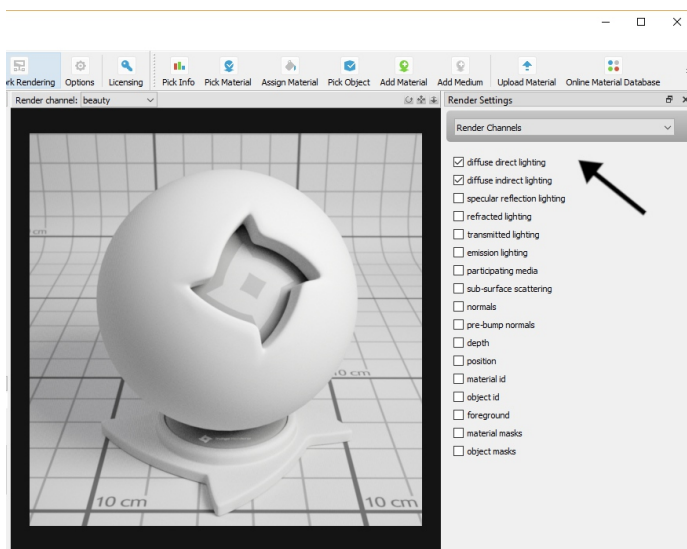 rk Rendering Options Licensing Pick Info Pick Material Assign Material Pick Object Add Material Add Medium Upload Material Online Material Database
Render channel: beauty
Render Settings
Render Channels
diffuse direct lighting
diffuse indirect lighting
specular reflection lighting
refracted lighting
transmitted lighting
emission lighting
participating media
sub-surface scattering
normals
pre-bump normals
depth
position
material id
object id
foreground
material masks
object masks
cm
.0 cm
10 cm
10 cm